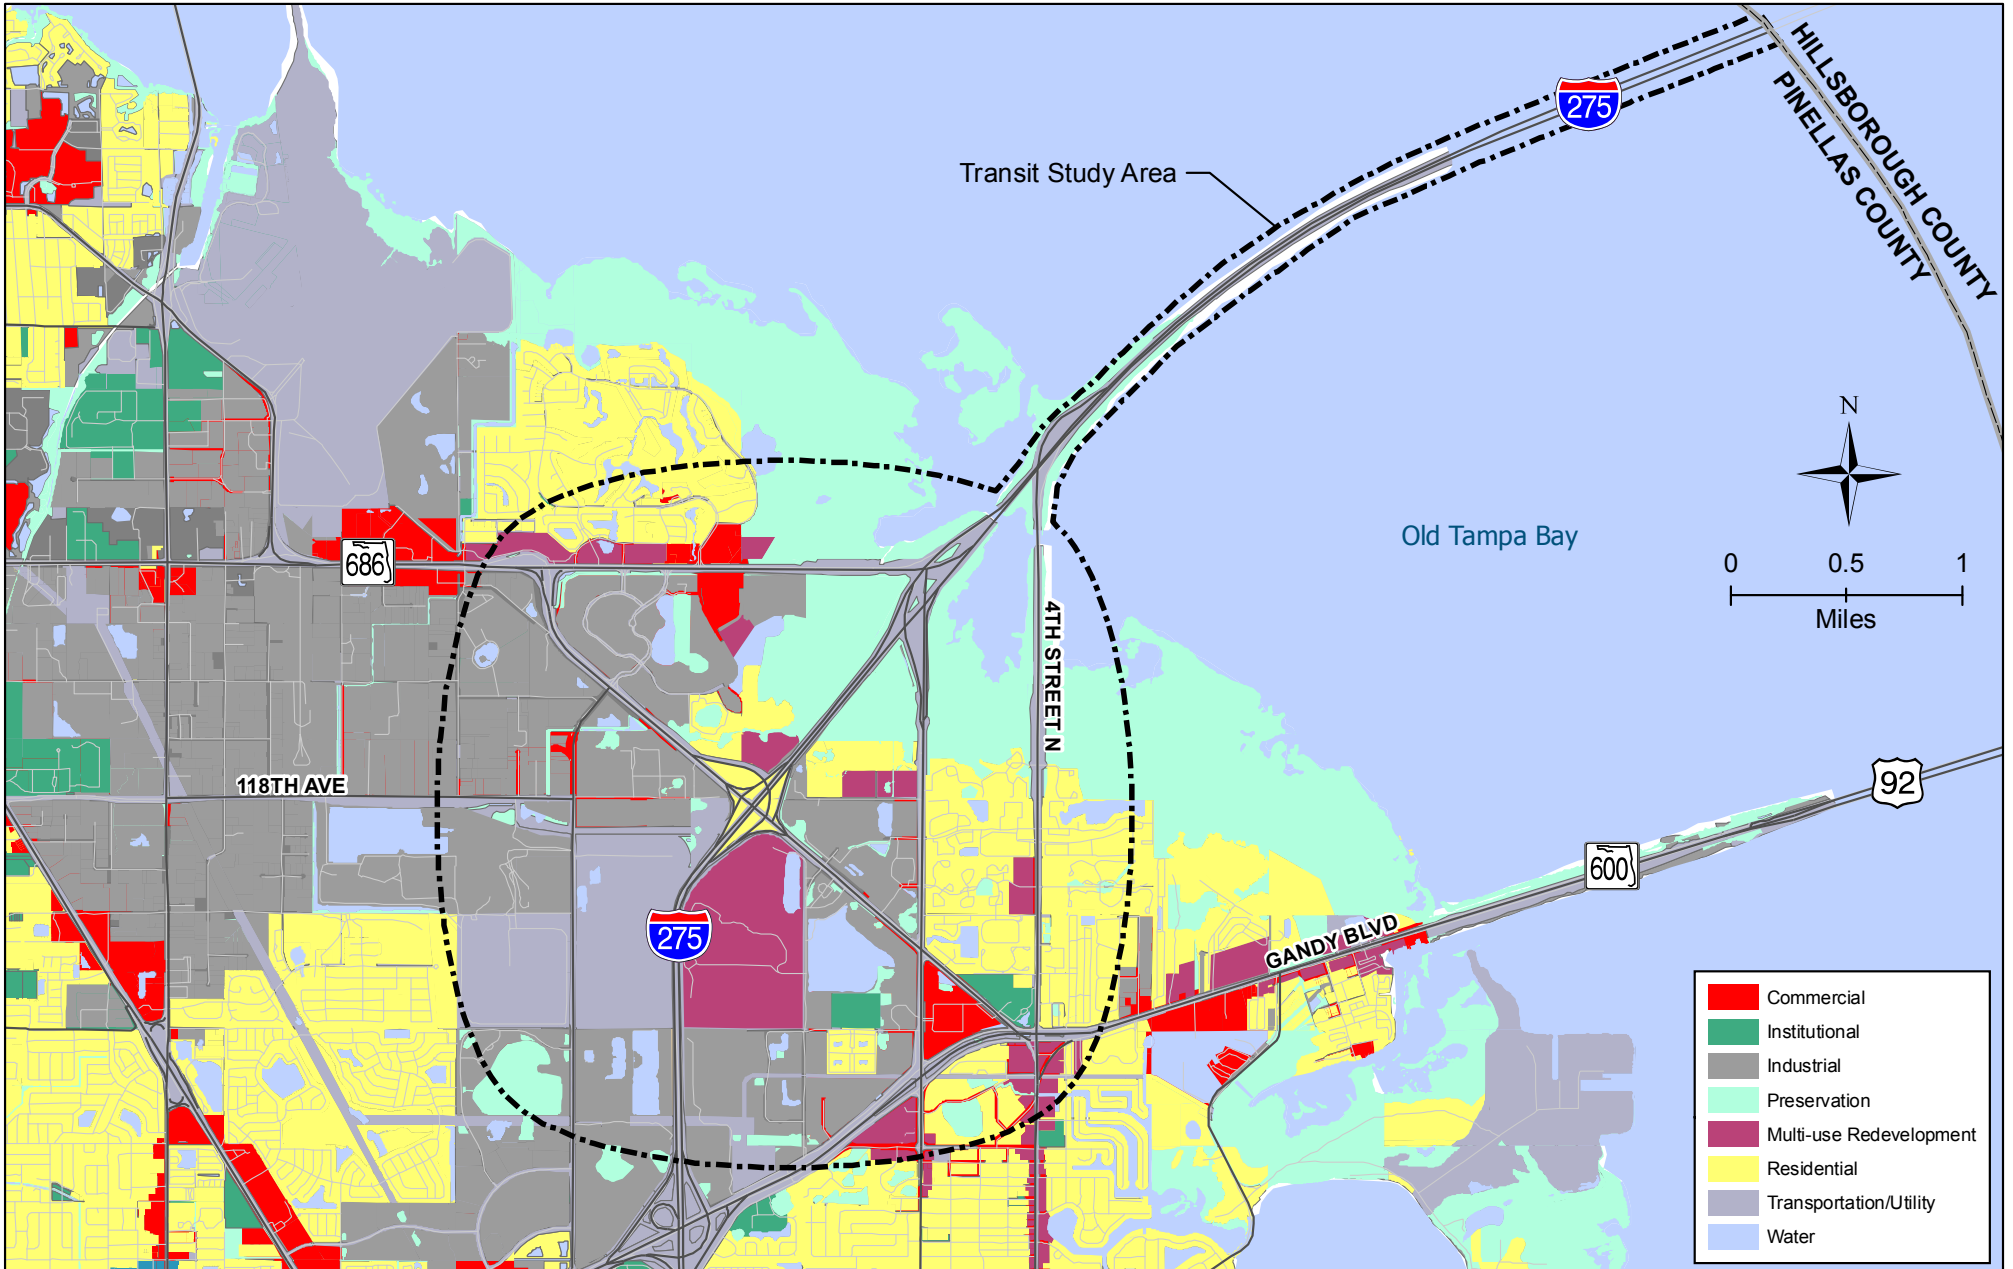 HILLSBOROUGH COUNTY
PINELLAS COUNTY
275
Transit Study Area
N
Old Tampa Bay
0 0.5 1
Miles
686
4TH STREET N
118TH AVE
92
600
275
GANDY BLVD
Commercial
Institutional
Industrial
Preservation
Multi-use Redevelopment
Residential
Transportation/Utility
Water